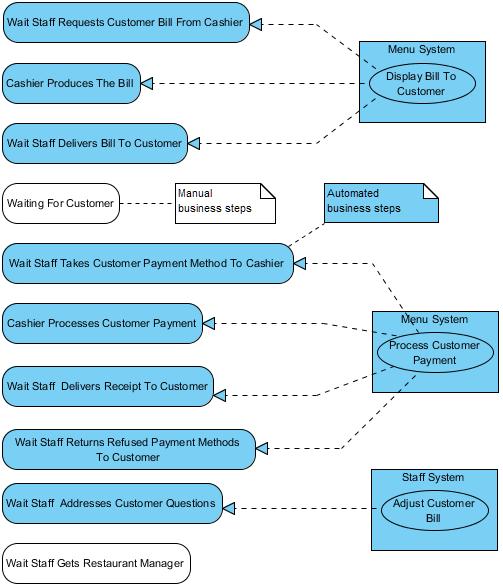 Wait Staff Requests Customer Bill From Cashier
Menu System
Display Bill To
Customer
Cashier Produces The Bill
Wait Staff Delivers Bill To Customer
Waiting For Customer
Manual
business steps
Automated
business steps
Wait Staff Takes Customer Payment Method To Cashier
Cashier Processes Customer Payment
Menu System
Process Customer
Payment
Wait Staff  Delivers Receipt To Customer
Wait Staff Returns Refused Payment Methods
To Customer
Wait Staff  Addresses Customer Questions
Staff System
Adjust Customer
Bill
Wait Staff Gets Restaurant Manager